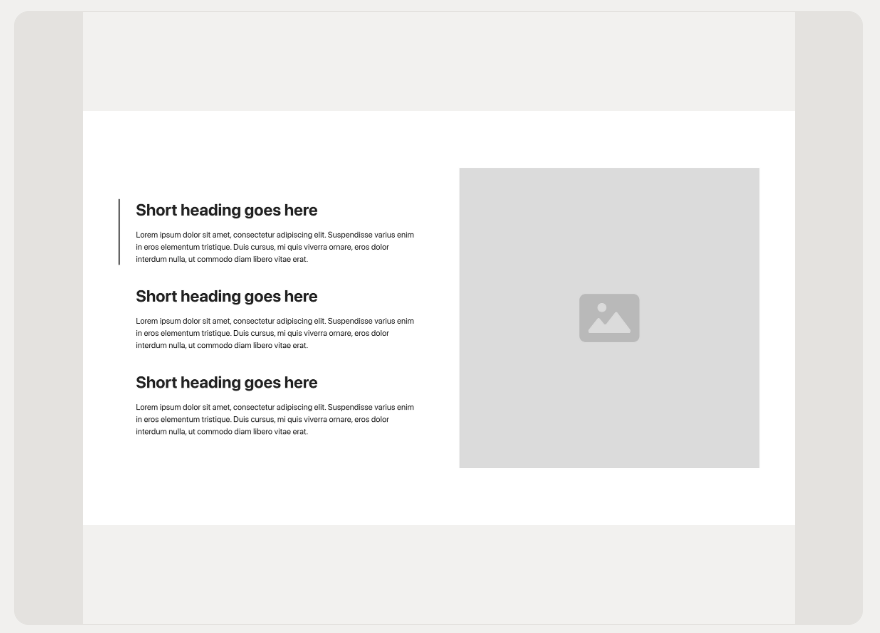 Short heading goes here
Lorem ipsum dolor sit amet, consectetur adipiscing elit. Suspendisse varius enim
in eros elementum tristique. Duis cursus, mi quis viverra ornare, eros dolor
interdum nulla, ut commodo diam libero vitae erat.
Short heading goes here
Lorem ipsum dolor sit amet, consectetur adipiscing elit. Suspendisse varius enim
in eros elementum tristique. Duis cursus, mi quis viverra ornare, eros dolor
interdum nulla, ut commodo diam libero vitae erat.
Short heading goes here
Lorem ipsum dolor sit amet, consectetur adipiscing elit. Suspendisse varius enim
in eros elementum tristique. Duis cursus, mi quis viverra ornare, eros dolor
interdum nulla, ut commodo diam libero vitae erat.